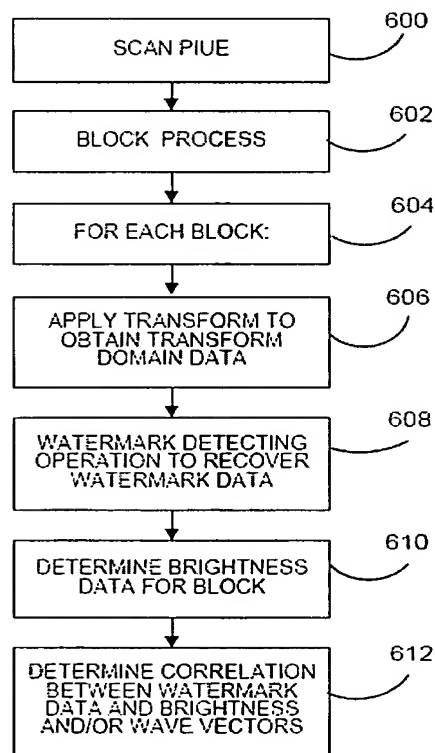 SCAN PIUE
600
BLOCK PROCESS
602
FOR EACH BLOCK:
604
APPLY TRANSFORM TO
OBTAIN TRANSFORM
DOMAIN DATA
606
WATERMARK DETECTING
OPERATION TO RECOVER
WATERMARK DATA
608
DETERMINE BRIGHTNESS
DATA FOR BLOCK
610
DETERMINE CORRELATION
BETWEEN WATERMARK
DATA AND BRIGHTNESS
AND/OR WAVE VECTORS
612